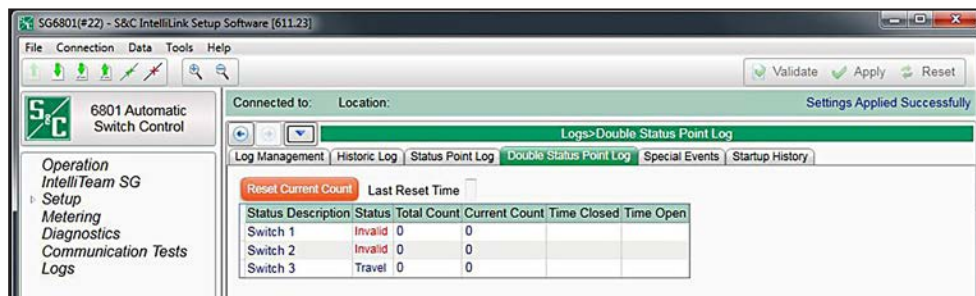 SG6801(#22) - S&C IntelliLink Setup Software [611.23]
File Connection Data Tools Help
Validate Apply Reset
S&C
6801 Automatic
Switch Control
Connected to: Location: Settings Applied Successfully
Logs>Double Status Point Log
Log Management Historic Log Status Point Log Double Status Point Log Special Events Startup History
Operation
IntelliTeam SG
Setup
Metering
Diagnostics
Communication Tests
Logs
Reset Current Count Last Reset Time
Status Description Status Total Count Current Count Time Closed Time Open
Switch 1 Invalid 0 0
Switch 2 Invalid 0 0
Switch 3 Travel 0 0